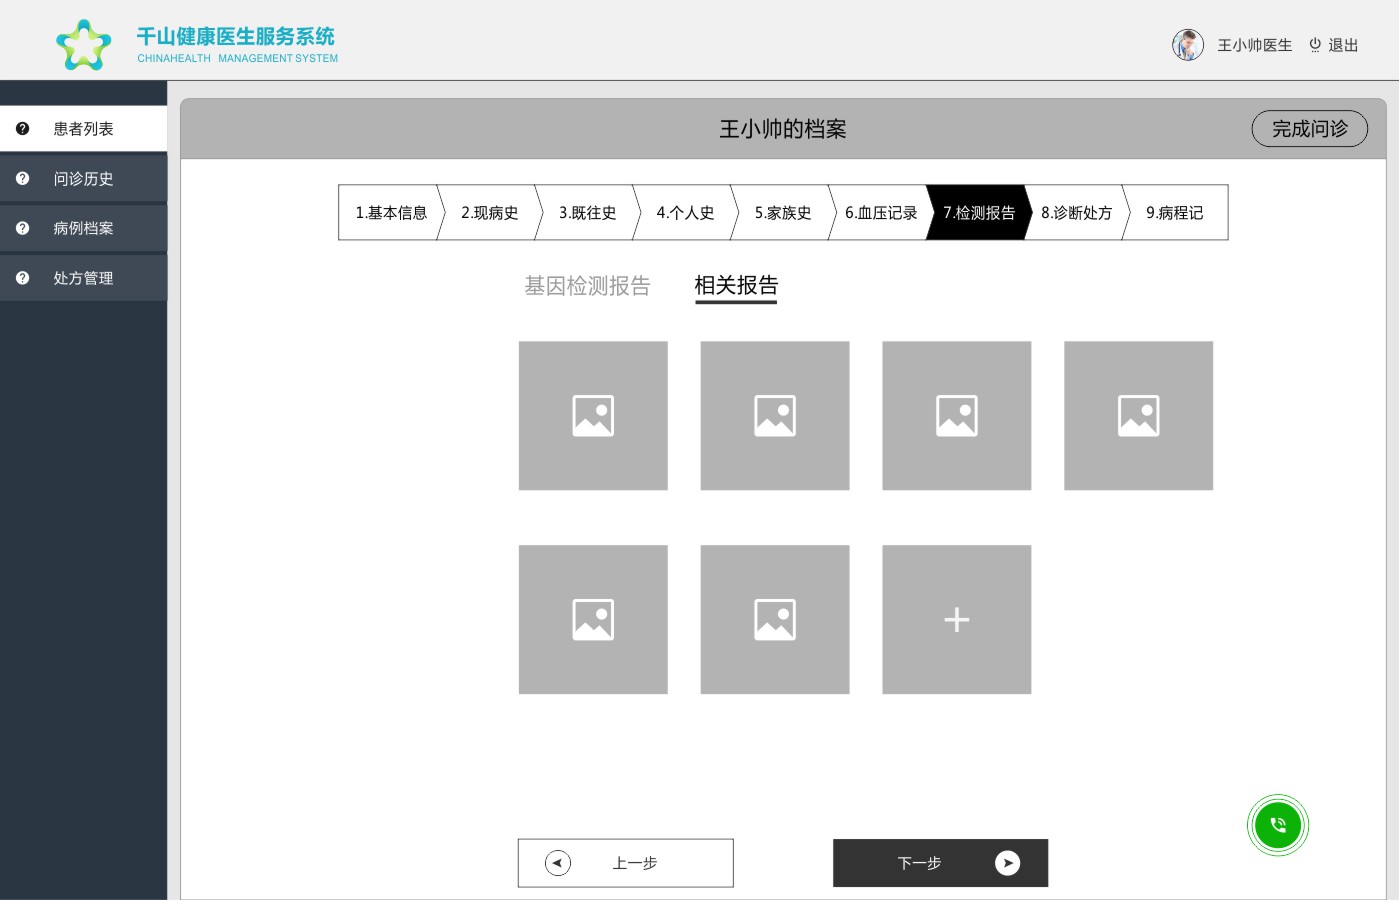 千山健康医生服务系统
CHINAHEALTH MANAGEMENT SYSTEM
王小帅医生 退出
患者列表
问诊历史
病例档案
处方管理
王小帅的档案
完成问诊
1.基本信息 2.现病史 3.既往史 4.个人史 5.家族史 6.血压记录 7.检测报告 8.诊断处方 9.病程记
基因检测报告 相关报告
上一步 下一步